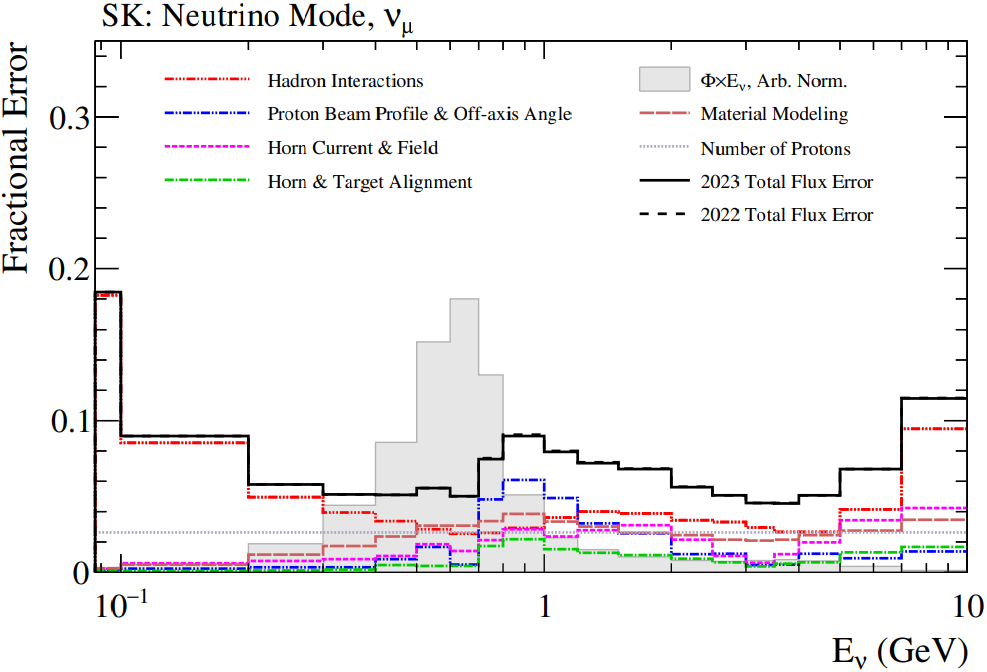 SK: Neutrino Mode, νμ
Fractional Error
Hadron Interactions
Proton Beam Profile & Off-axis Angle
Horn Current & Field
Horn & Target Alignment
Φ×Eν, Arb. Norm.
Material Modeling
Number of Protons
2023 Total Flux Error
2022 Total Flux Error
0.3
0.2
0.1
0
10⁻¹
1
10
Eν (GeV)